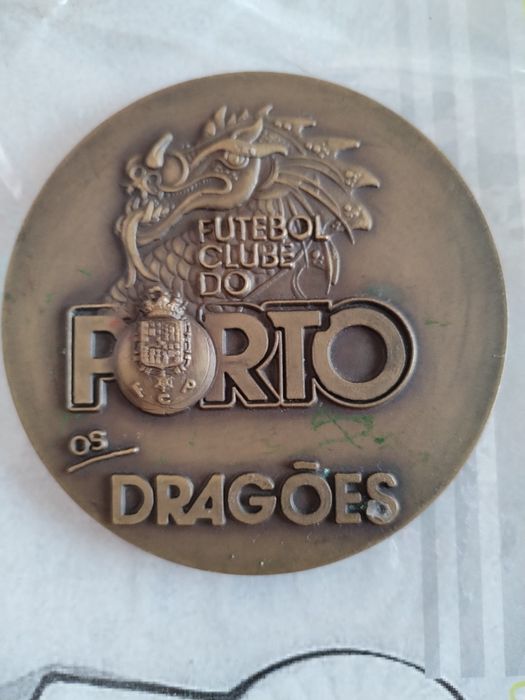 FUTEBOL
CLUBE
DO
PORTO
F C P
os
DRAGÕES